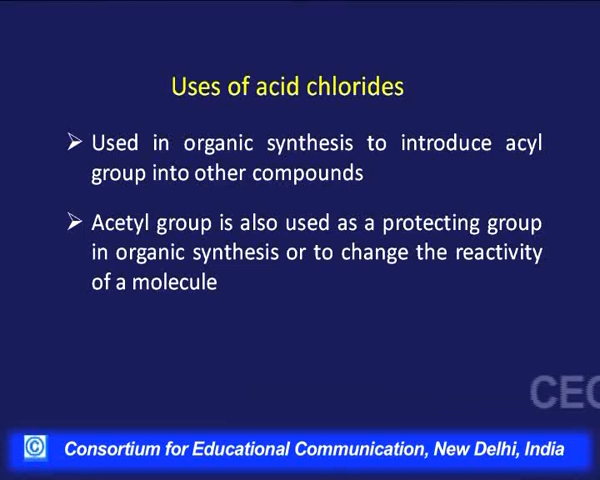 Uses of acid chlorides
➢ Used in organic synthesis to introduce acyl
group into other compounds
➢ Acetyl group is also used as a protecting group
in organic synthesis or to change the reactivity
of a molecule
CEC
© Consortium for Educational Communication, New Delhi, India